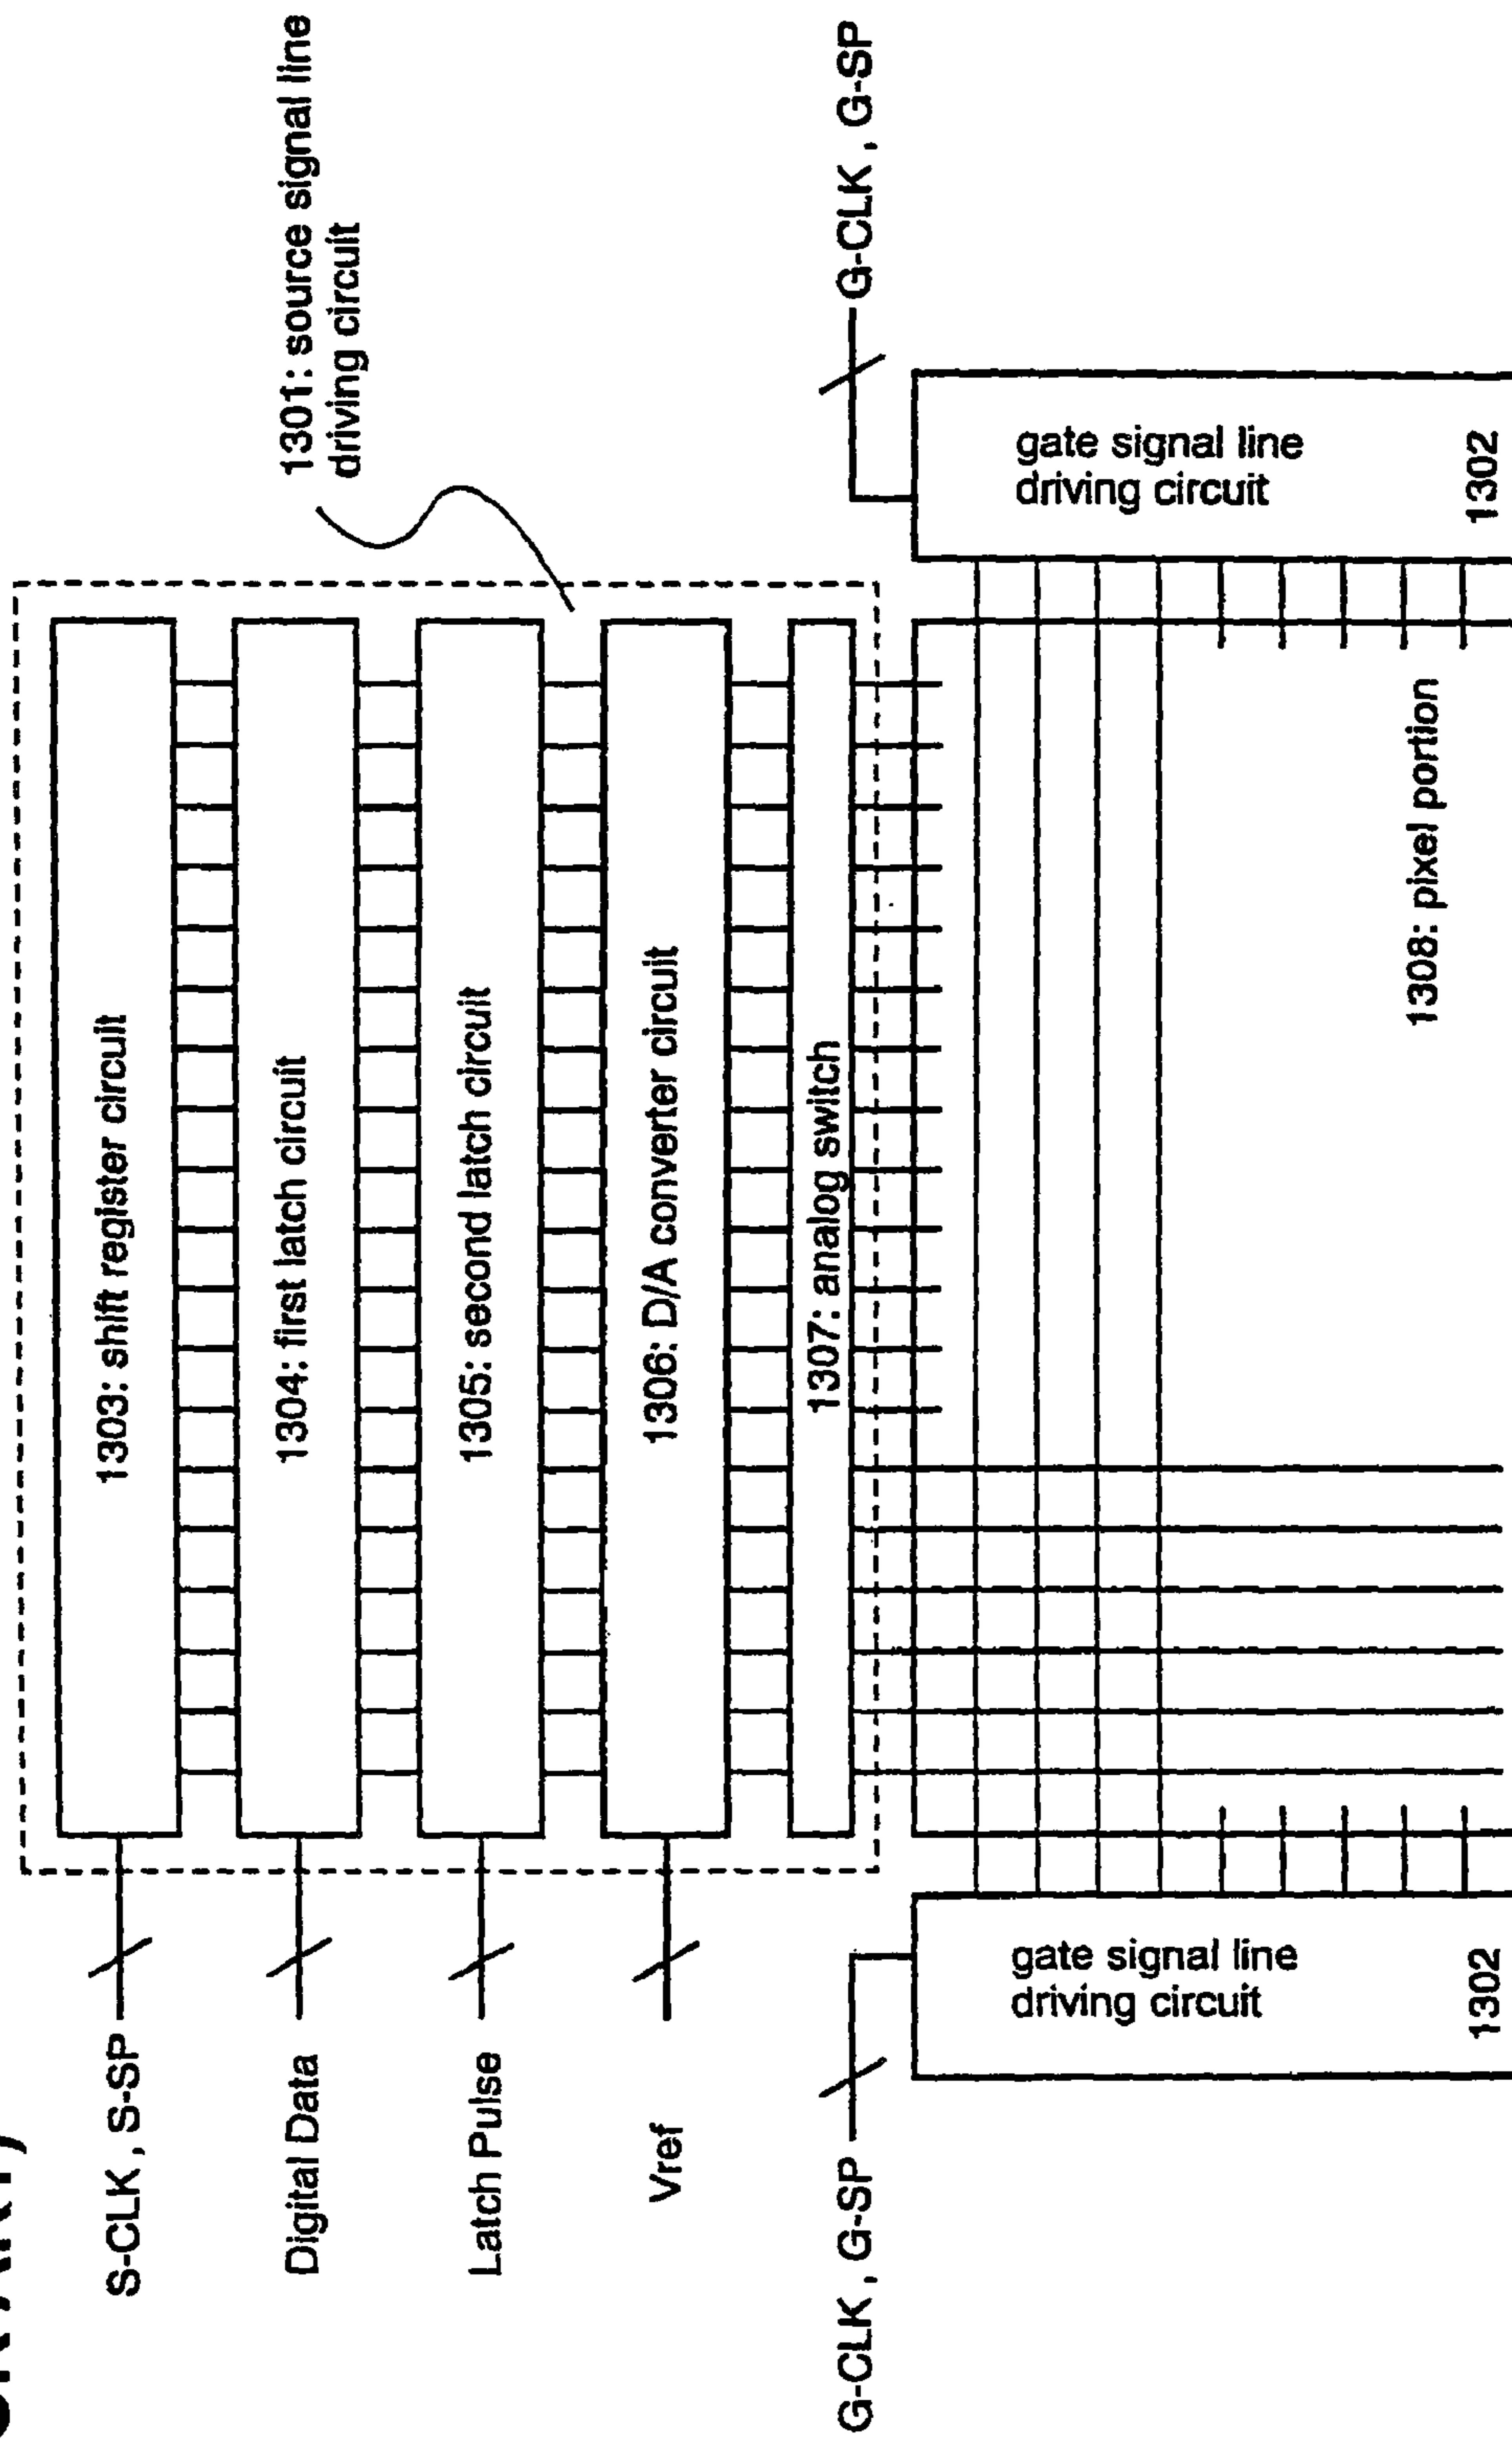 1301: source signal line
driving circuit
S-CLK, S-SP
1303: shift register circuit
Digital Data
1304: first latch circuit
Latch Pulse
1305: second latch circuit
Vref
1306: D/A converter circuit
1307: analog switch
G-CLK, G-SP
G-CLK, G-SP
gate signal line
driving circuit
1302
1308: pixel portion
gate signal line
driving circuit
1302